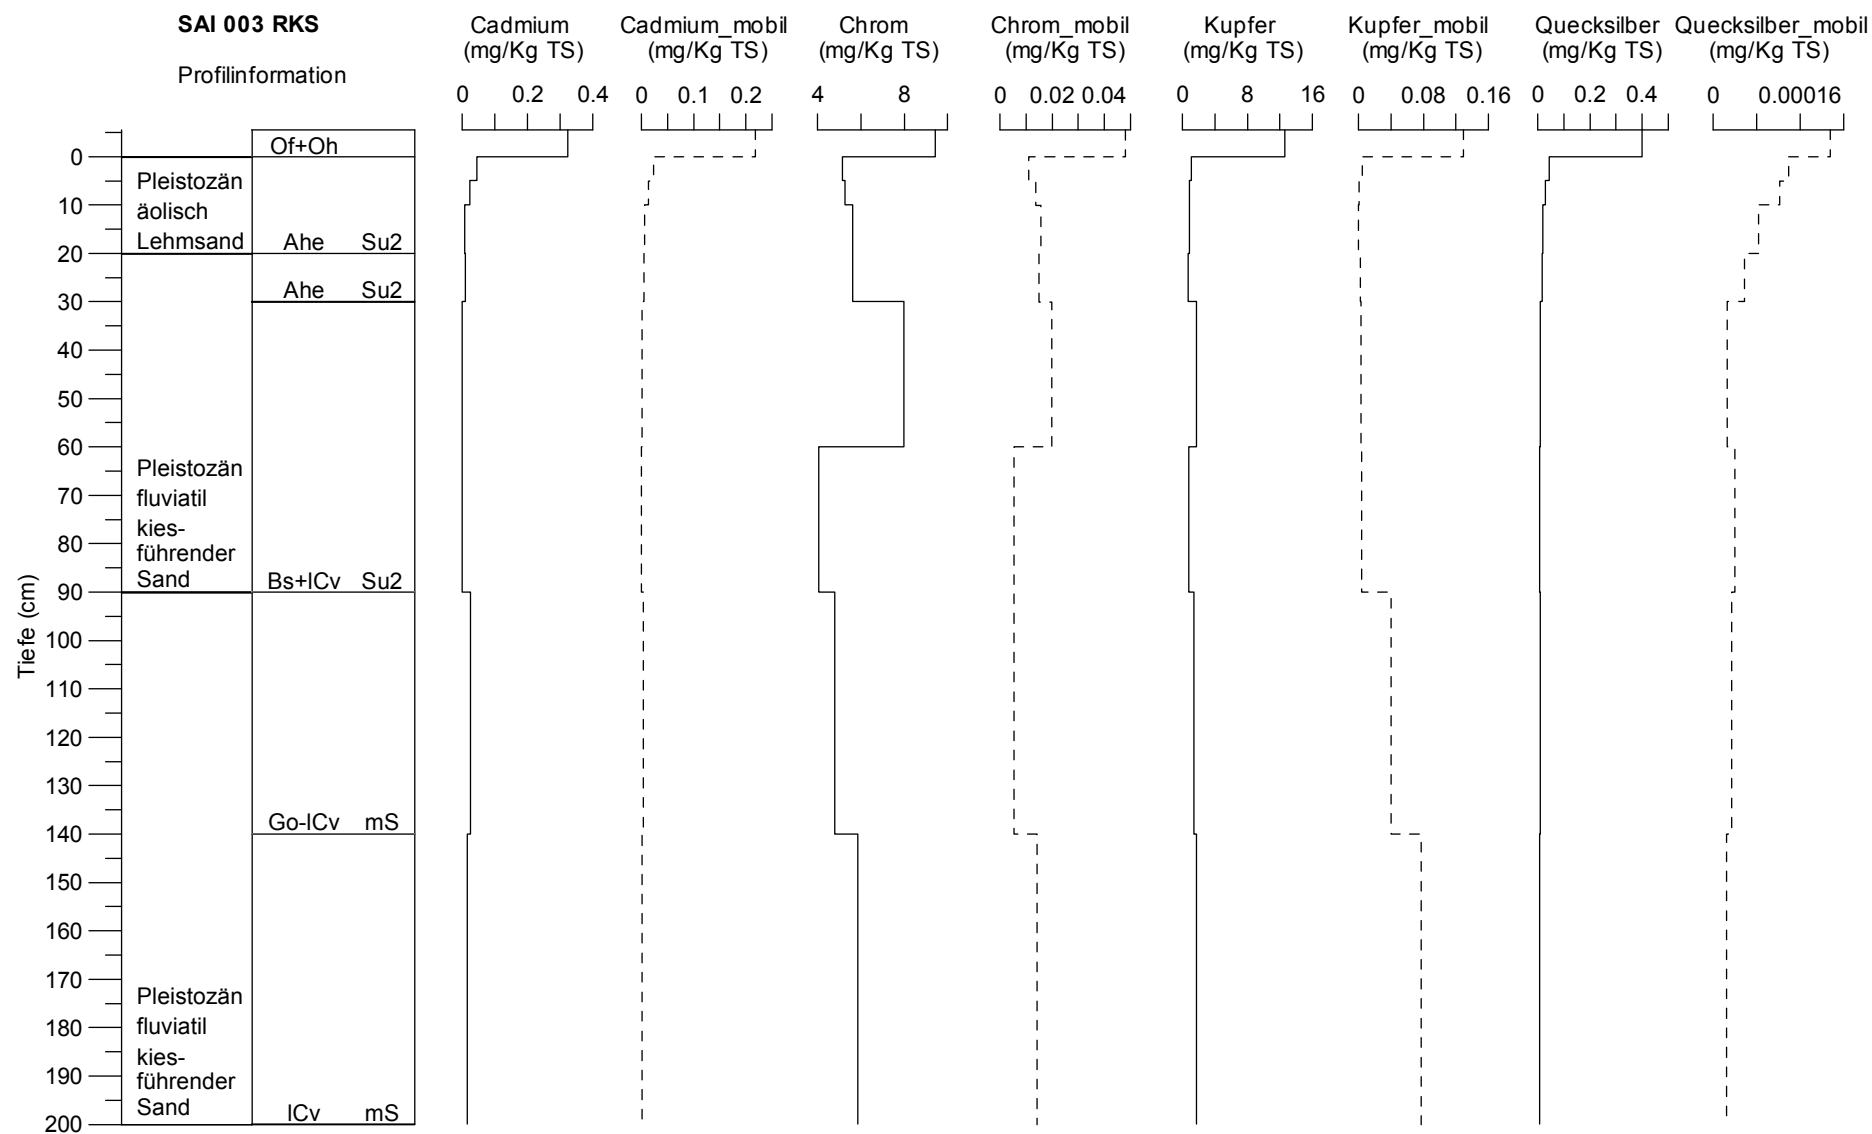 SAI 003 RKS
Profilinformation
Cadmium
(mg/Kg TS)
0 0.2 0.4
Cadmium_mobil
(mg/Kg TS)
0 0.1 0.2
Chrom
(mg/Kg TS)
4 8
Chrom_mobil
(mg/Kg TS)
0 0.02 0.04
Kupfer
(mg/Kg TS)
0 8 16
Kupfer_mobil
(mg/Kg TS)
0 0.08 0.16
Quecksilber
(mg/Kg TS)
0 0.2 0.4
Quecksilber_mobil
(mg/Kg TS)
0 0.00016
Tiefe (cm)
0
10
20
30
40
50
60
70
80
90
100
110
120
130
140
150
160
170
180
190
200
Pleistozän
äolisch
Lehmsand
Pleistozän
fluviatil
kies-
führender
Sand
Pleistozän
fluviatil
kies-
führender
Sand
Of+Oh
Ahe Su2
Ahe Su2
Bs+lCv Su2
Go-lCv mS
lCv mS